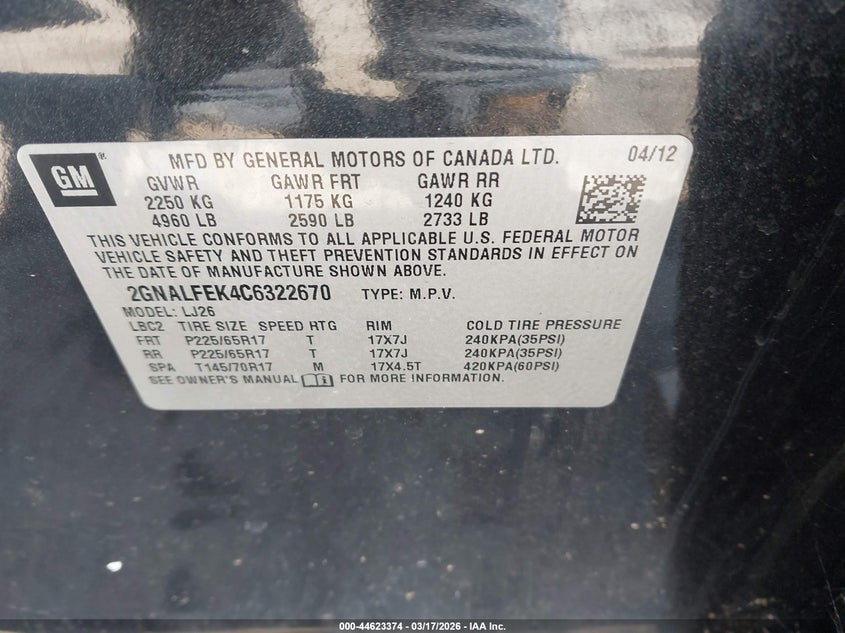 GM ®
MFD BY GENERAL MOTORS OF CANADA LTD. 04/12
GVWR GAWR FRT GAWR RR
2250 KG 1175 KG 1240 KG
4960 LB 2590 LB 2733 LB
THIS VEHICLE CONFORMS TO ALL APPLICABLE U.S. FEDERAL MOTOR
VEHICLE SAFETY AND THEFT PREVENTION STANDARDS IN EFFECT ON
THE DATE OF MANUFACTURE SHOWN ABOVE.
2GNALFEK4C6322670 TYPE: M.P.V.
MODEL: LJ26
LBC2 TIRE SIZE SPEED RTG RIM COLD TIRE PRESSURE
FRT P225/65R17 T 17X7J 240KPA(35PSI)
RR P225/65R17 T 17X7J 240KPA(35PSI)
SPA T145/70R17 M 17X4.5T 420KPA(60PSI)
SEE OWNER'S MANUAL FOR MORE INFORMATION.
000-44623374 - 03/17/2026 - IAA Inc.